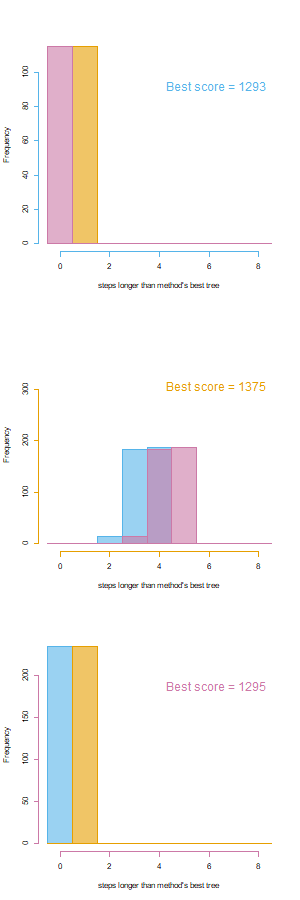 Best score = 1293
Frequency
100
80
60
40
20
0
0 2 4 6 8
steps longer than method's best tree
Best score = 1375
Frequency
300
200
100
0
0 2 4 6 8
steps longer than method's best tree
Best score = 1295
Frequency
200
150
100
50
0
0 2 4 6 8
steps longer than method's best tree